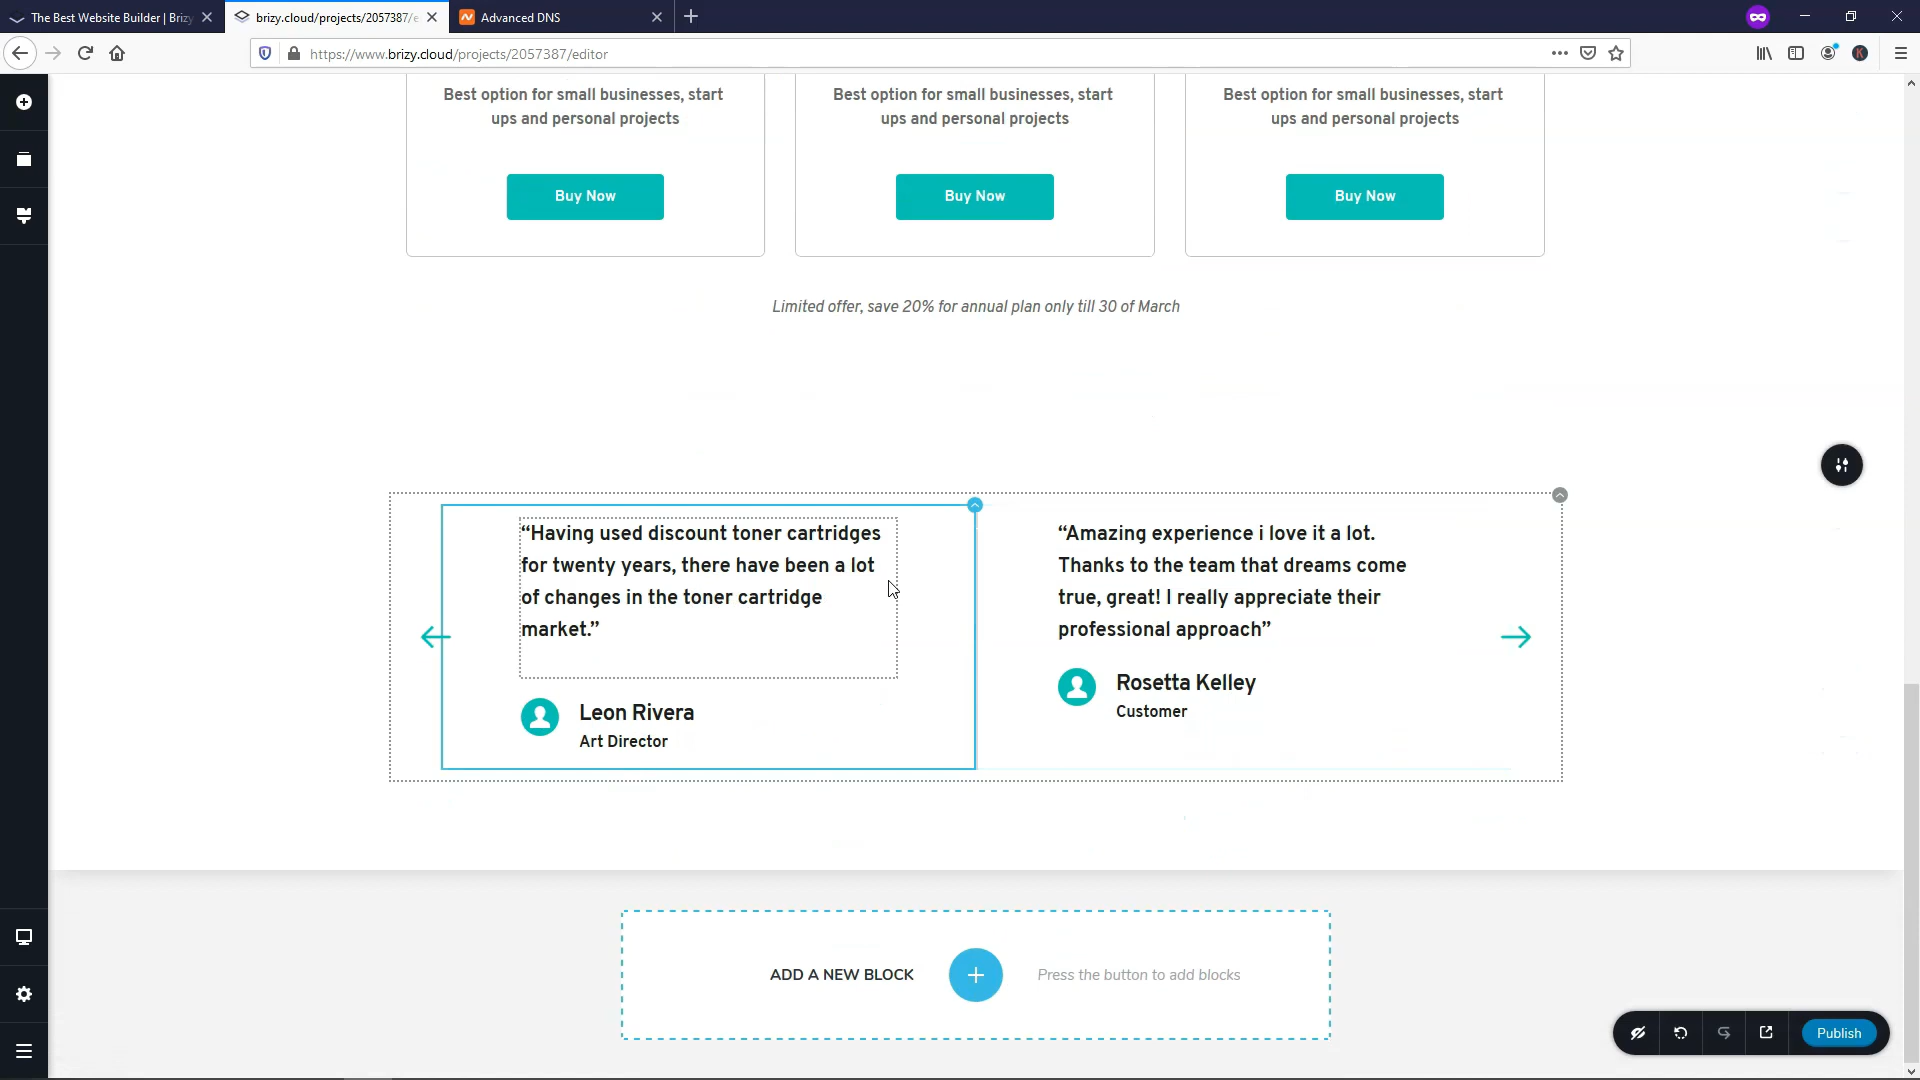 The Best Website Builder | Brizy
brizy.cloud/projects/2057387/e
Advanced DNS
https://www.brizy.cloud/projects/2057387/editor
K
Best option for small businesses, start
ups and personal projects
Buy Now
Best option for small businesses, start
ups and personal projects
Buy Now
Best option for small businesses, start
ups and personal projects
Buy Now
Limited offer, save 20% for annual plan only till 30 of March
“Having used discount toner cartridges
for twenty years, there have been a lot
of changes in the toner cartridge
market.”
Leon Rivera
Art Director
“Amazing experience i love it a lot.
Thanks to the team that dreams come
true, great! I really appreciate their
professional approach”
Rosetta Kelley
Customer
ADD A NEW BLOCK
Press the button to add blocks
Publish